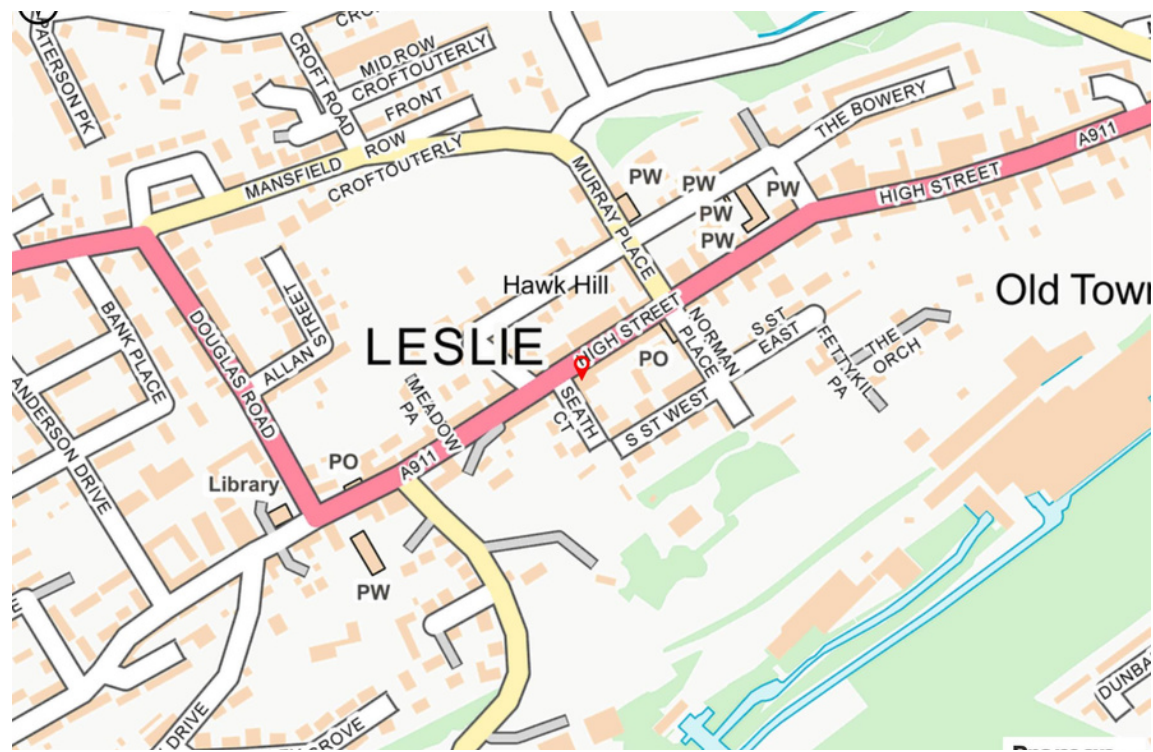 PATERSON PK
CROFT ROAD
MID ROW
CROFTOUTERLY
FRONT
ROW
CROFTOUTERLY
MANSFIELD
THE BOWERY
A911
HIGH STREET
MURRAY PLACE
PW
PW
PW
PW
PW
Hawk Hill
Old Town
LESLIE
HIGH STREET
BANK PLACE
DOUGLAS ROAD
ALLAN STREET
NORMAN
PLACE
S ST
EAST
FETTYKIL
PA
THE
ORCH
PO
MEADOW
PA
SEATH
CT
S ST WEST
ANDERSON DRIVE
A911
PO
Library
PW
DRIVE
GROVE